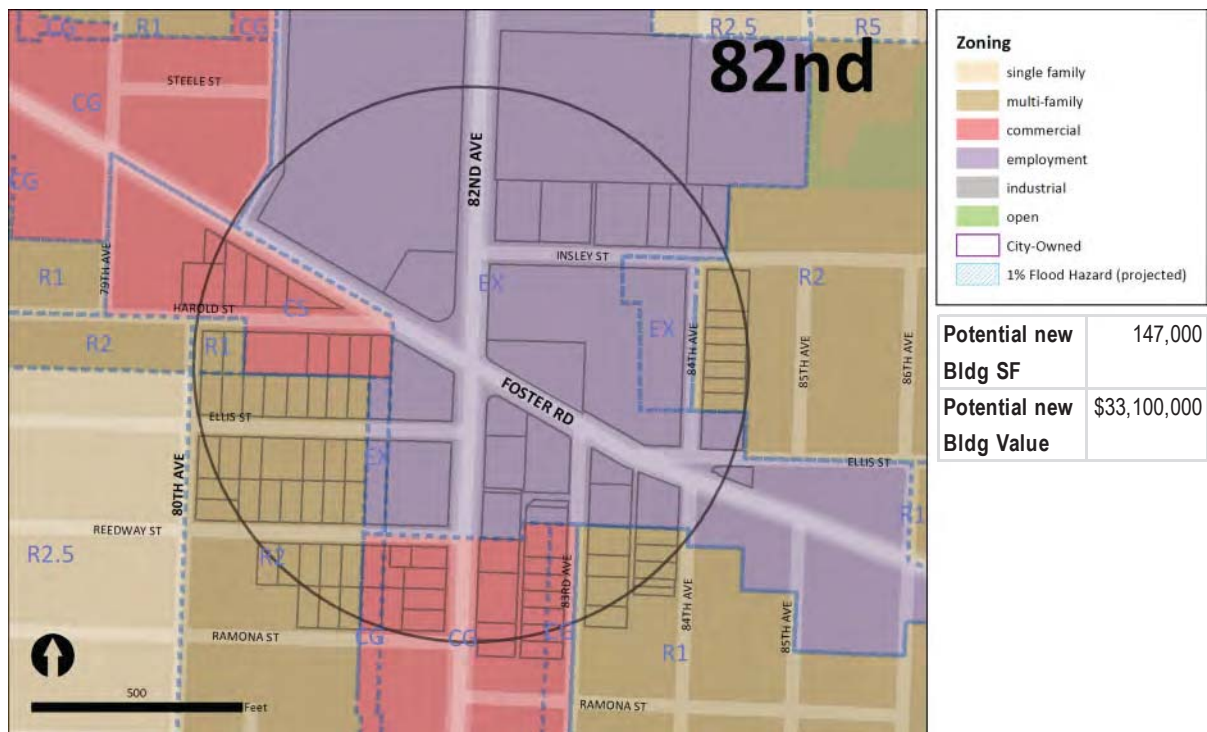 CG
R1
CG
R2.5
R5
82nd
STEELE ST
CG
82ND AVE
CG
R1
79TH AVE
INSLEY ST
R2
EX
HAROLD ST
CS
EX
R2
R1
84TH AVE
85TH AVE
86TH AVE
FOSTER RD
ELLIS ST
EX
ELLIS ST
80TH AVE
R1
REEDWAY ST
R2.5
R2
83RD AVE
84TH AVE
85TH AVE
RAMONA ST
CG
CG
R1
RAMONA ST
500
Feet
Zoning
single family
multi-family
commercial
employment
industrial
open
City-Owned
1% Flood Hazard (projected)
Potential new 147,000
Bldg SF
Potential new $33,100,000
Bldg Value